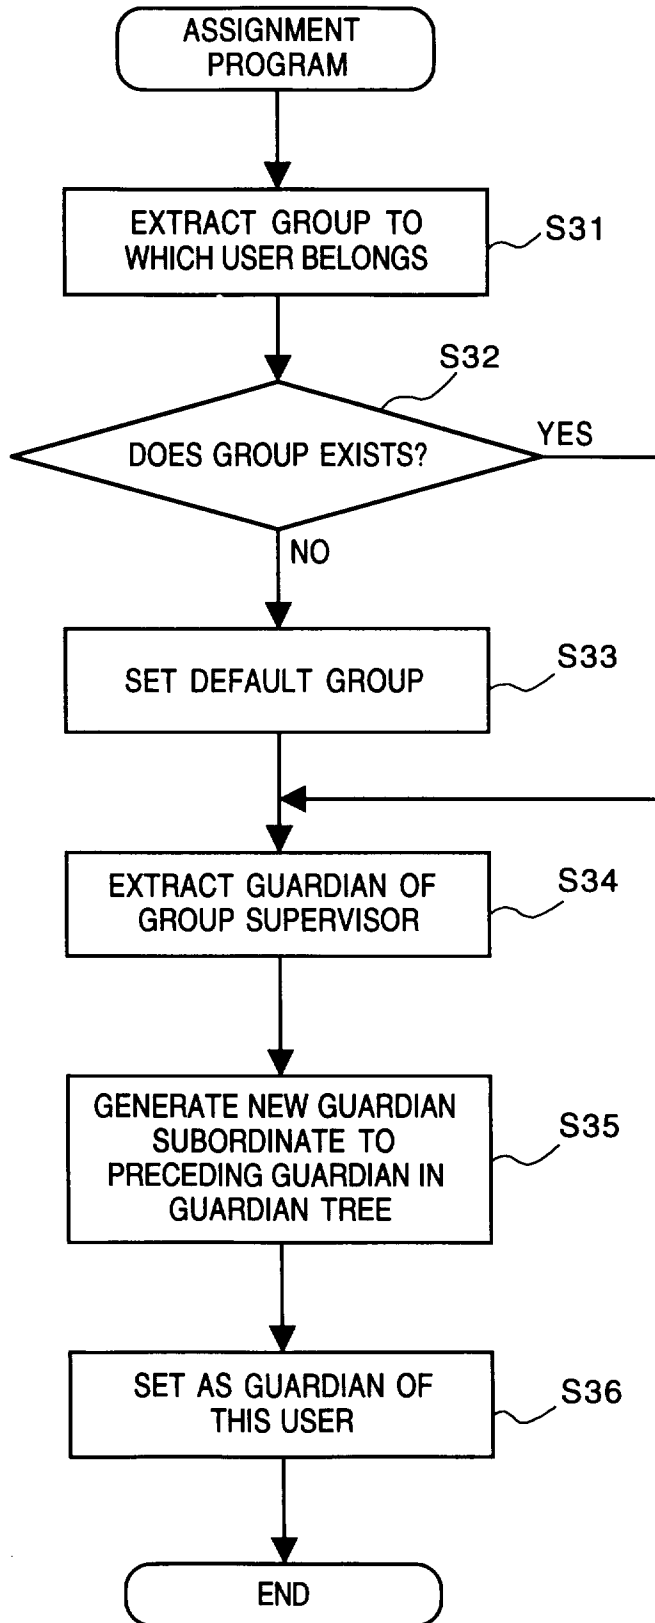 ASSIGNMENT
PROGRAM
EXTRACT GROUP TO
WHICH USER BELONGS
S31
S32
DOES GROUP EXISTS?
YES
NO
SET DEFAULT GROUP
S33
EXTRACT GUARDIAN OF
GROUP SUPERVISOR
S34
GENERATE NEW GUARDIAN
SUBORDINATE TO
PRECEDING GUARDIAN IN
GUARDIAN TREE
S35
SET AS GUARDIAN OF
THIS USER
S36
END